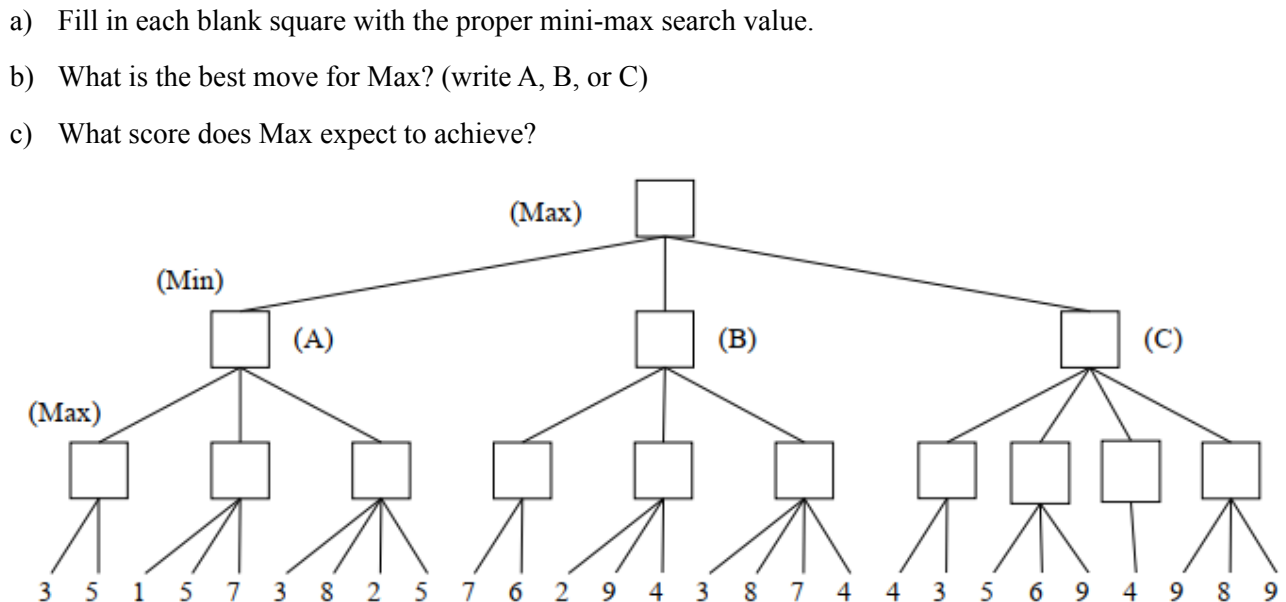 a) Fill in each blank square with the proper mini-max search value.
b) What is the best move for Max? (write A, B, or C)
c) What score does Max expect to achieve?
(Max)
(Min)
(A) (B) (C)
(Max)
3 5 1 5 7 3 8 2 5 7 6 2 9 4 3 8 7 4 4 3 5 6 9 4 9 8 9